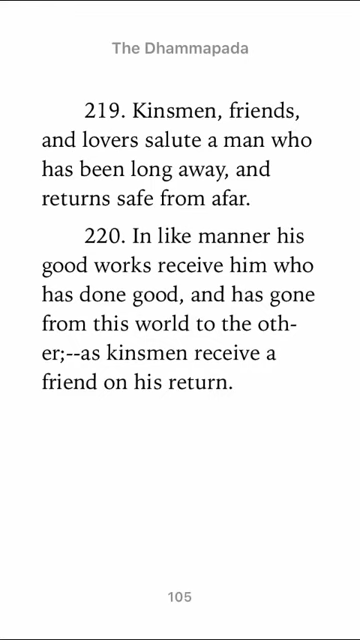 The Dhammapada
219. Kinsmen, friends,
and lovers salute a man who
has been long away, and
returns safe from afar.
220. In like manner his
good works receive him who
has done good, and has gone
from this world to the oth-
er;--as kinsmen receive a
friend on his return.
105